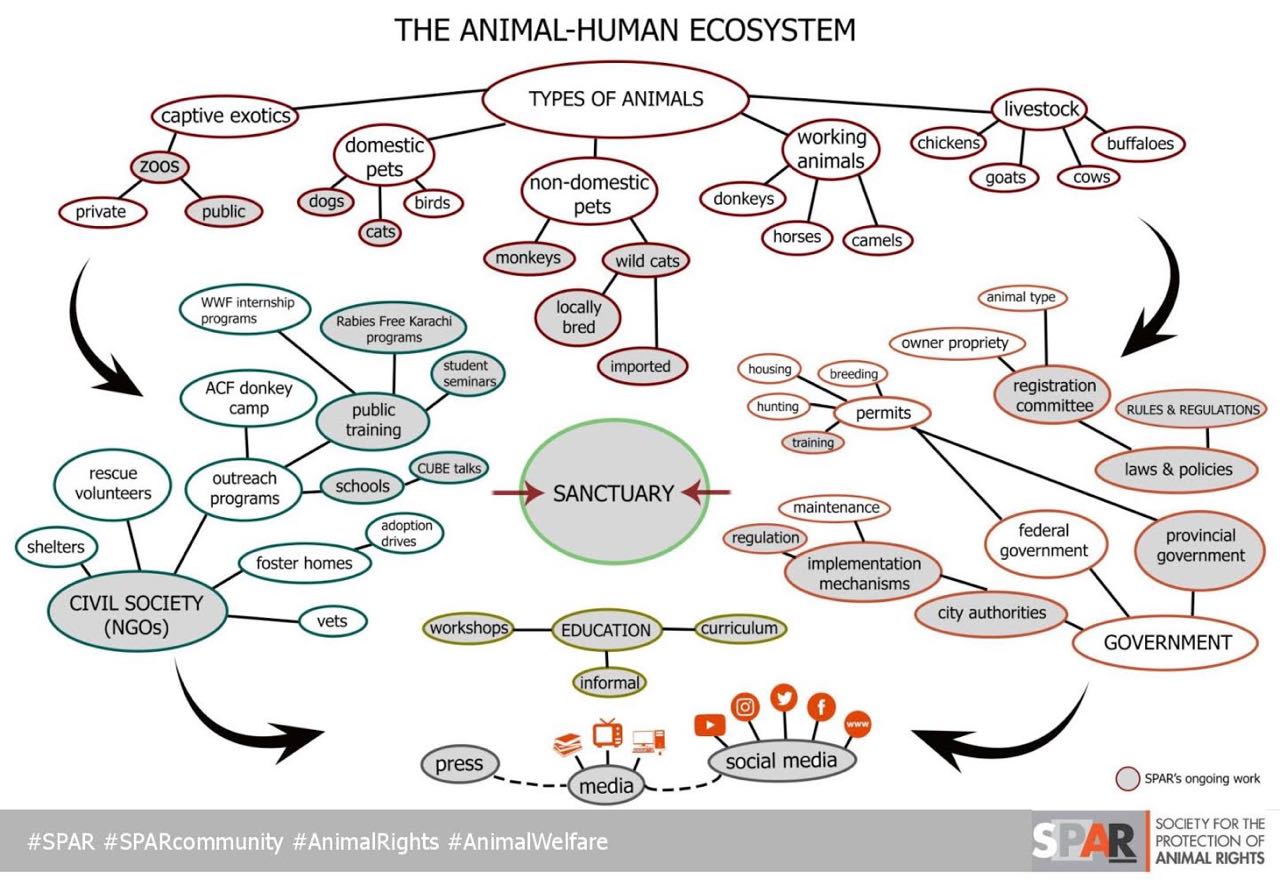 THE ANIMAL-HUMAN ECOSYSTEM
TYPES OF ANIMALS
captive exotics
zoos
private
public
domestic
pets
dogs
cats
birds
non-domestic
pets
monkeys
wild cats
locally
bred
imported
working
animals
donkeys
horses
camels
livestock
chickens
goats
cows
buffaloes
WWF internship
programs
Rabies Free Karachi
programs
student
seminars
ACF donkey
camp
public
training
rescue
volunteers
outreach
programs
schools
CUBE talks
shelters
foster homes
adoption
drives
CIVIL SOCIETY
(NGOs)
vets
SANCTUARY
animal type
owner propriety
registration
committee
RULES & REGULATIONS
laws & policies
housing
breeding
hunting
permits
training
maintenance
regulation
implementation
mechanisms
federal
government
provincial
government
city authorities
GOVERNMENT
workshops
EDUCATION
curriculum
informal
press
media
social media
www
SPAR's ongoing work
#SPAR #SPARcommunity #AnimalRights #AnimalWelfare
SPAR
SOCIETY FOR THE
PROTECTION OF
ANIMAL RIGHTS